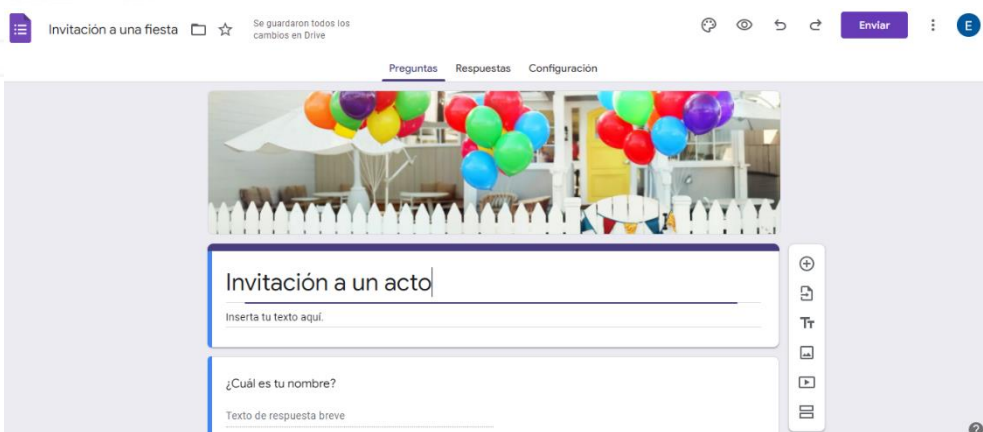 Invitación a una fiesta
Se guardaron todos los
cambios en Drive
Enviar
E
Preguntas Respuestas Configuración
Invitación a un acto
Inserta tu texto aquí.
Tт
¿Cuál es tu nombre?
Texto de respuesta breve
?